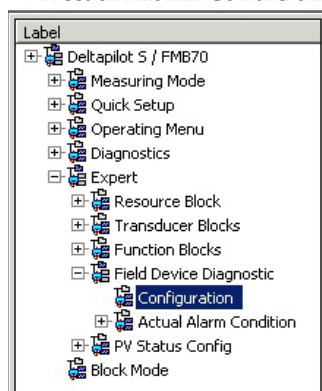 Label
Deltapilot S / FMB70
Measuring Mode
Quick Setup
Operating Menu
Diagnostics
Expert
Resource Block
Transducer Blocks
Function Blocks
Field Device Diagnostic
Configuration
Actual Alarm Condition
PV Status Config
Block Mode